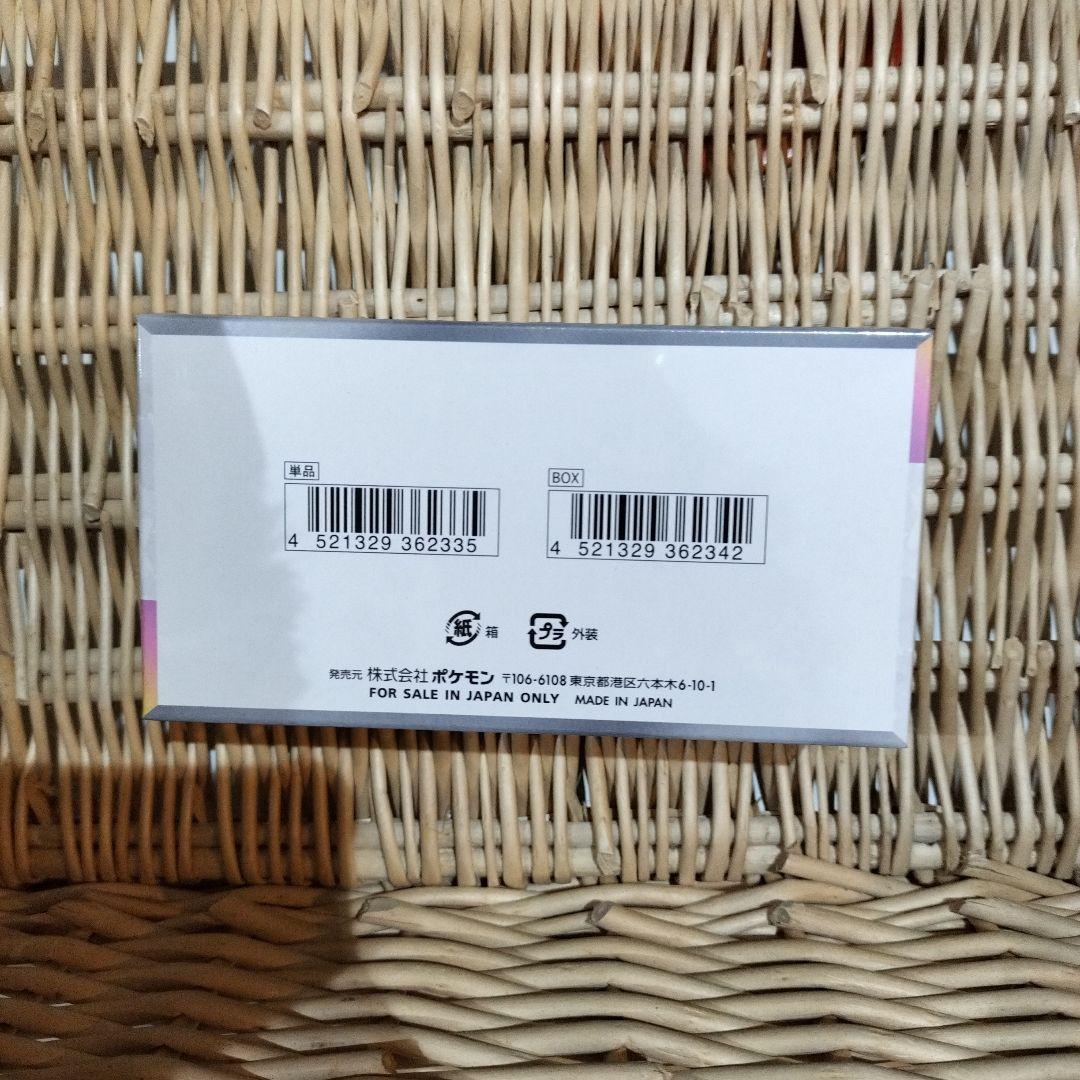 単品
4 521329 362335
BOX
4 521329 362342
紙 箱
プラ 外装
発売元 株式会社 ポケモン 〒106-6108 東京都港区六本木6-10-1
FOR SALE IN JAPAN ONLY MADE IN JAPAN